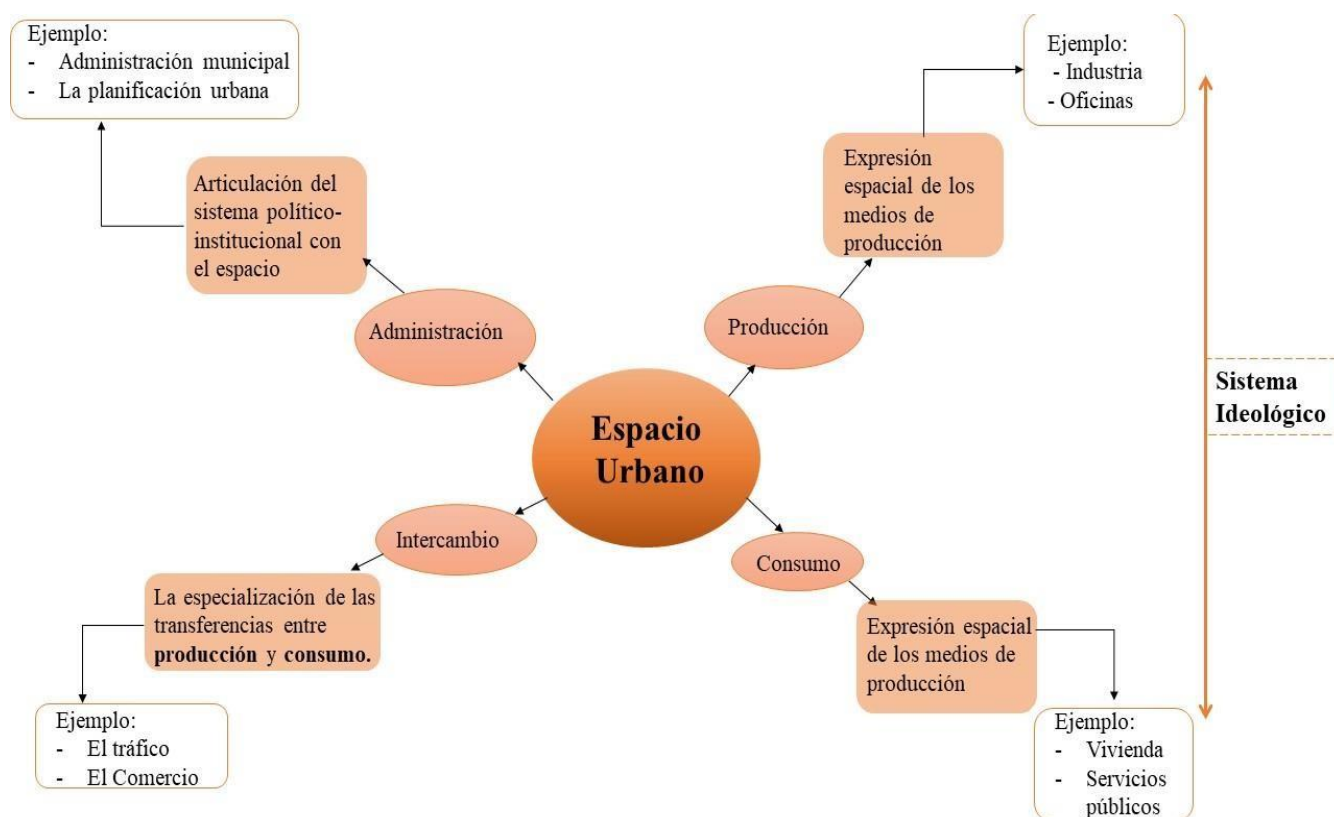 Ejemplo:
- Administración municipal
- La planificación urbana
Articulación del
sistema político-
institucional con
el espacio
Administración
Ejemplo:
- Industria
- Oficinas
Expresión
espacial de los
medios de
producción
Producción
Espacio
Urbano
Sistema
Ideológico
Intercambio
La especialización de las
transferencias entre
producción y consumo.
Ejemplo:
- El tráfico
- El Comercio
Consumo
Expresión espacial
de los medios de
producción
Ejemplo:
- Vivienda
- Servicios
públicos